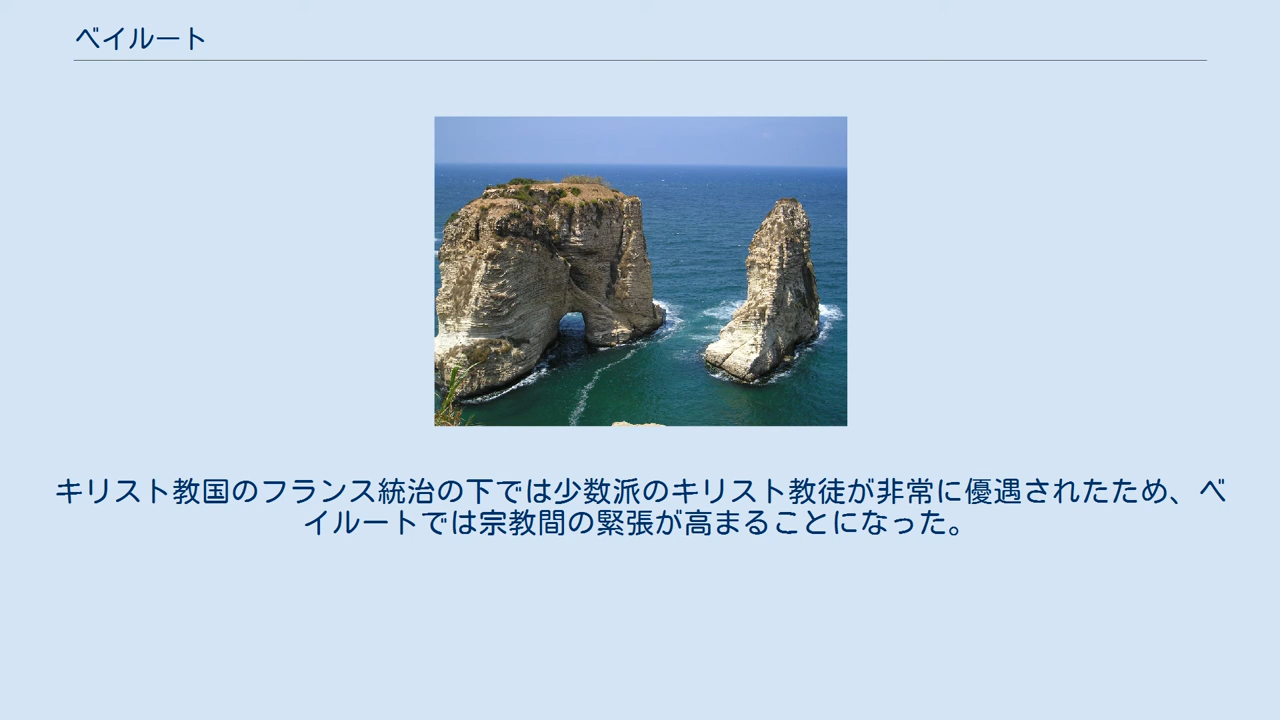 ベイルート
キリスト教国のフランス統治の下では少数派のキリスト教徒が非常に優遇されたため、ベ
イルートでは宗教間の緊張が高まることになった。